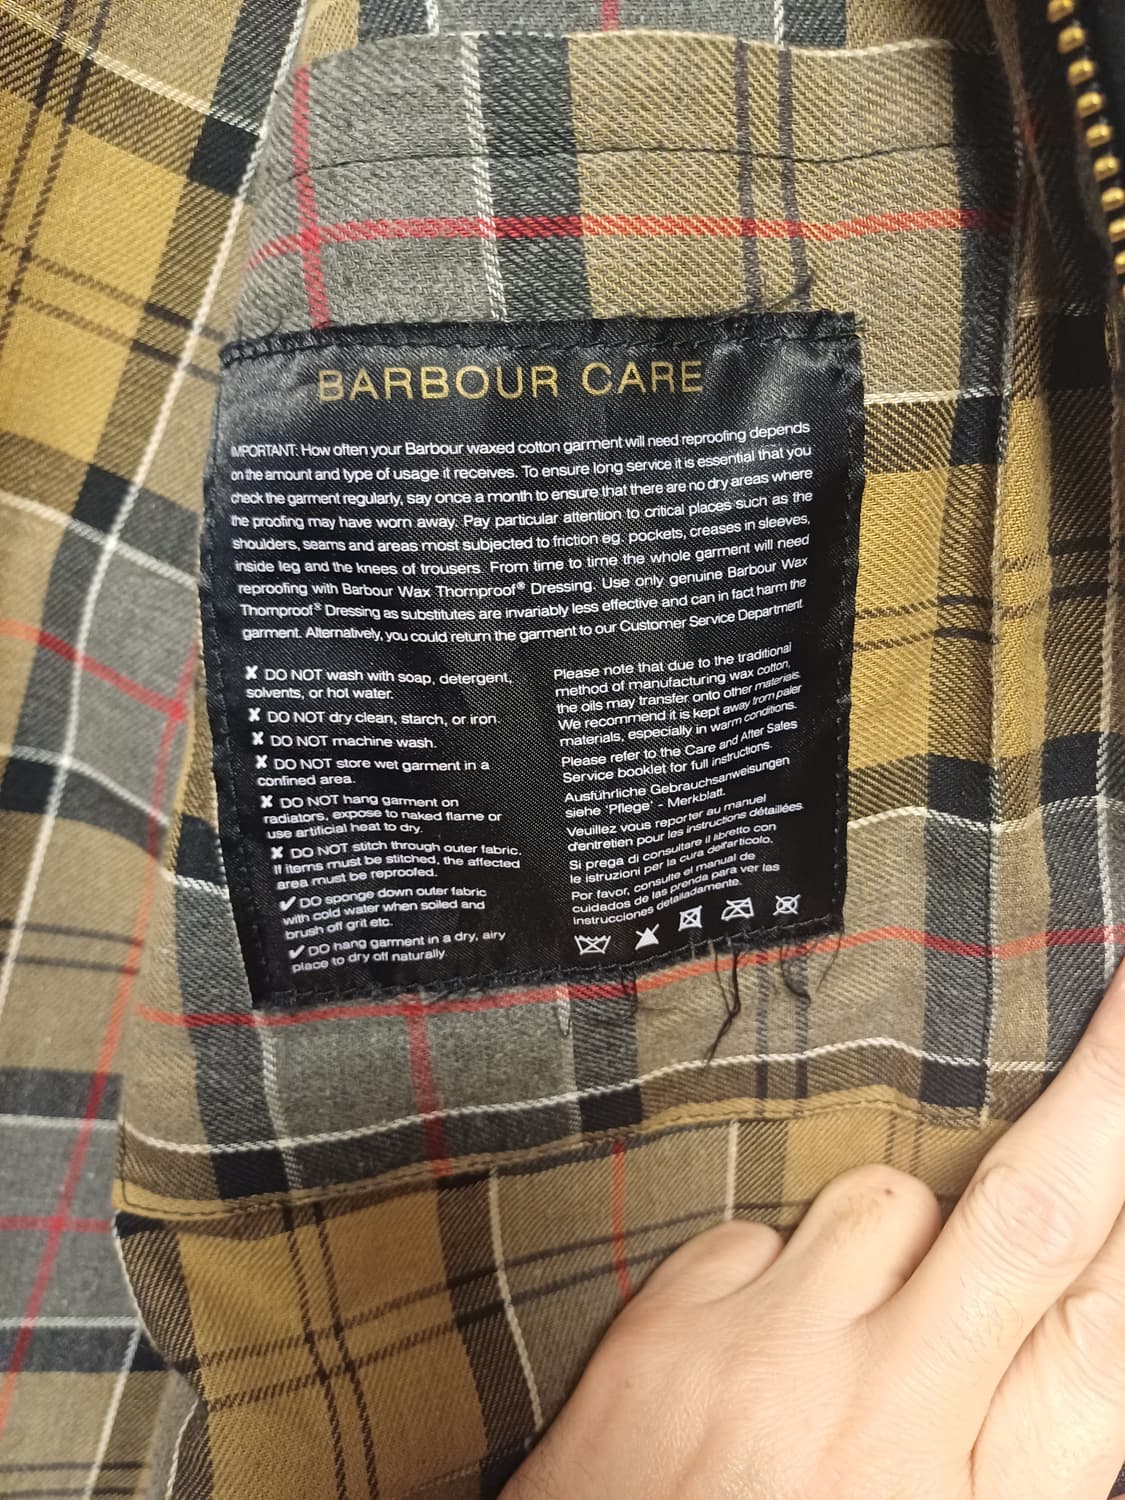 BARBOUR CARE
IMPORTANT: How often your Barbour waxed cotton garment will need reproofing depends
on the amount and type of usage it receives. To ensure long service it is essential that you
check the garment regularly, say once a month to ensure that there are no dry areas where
the proofing may have worn away. Pay particular attention to critical places such as the
shoulders, seams and areas most subjected to friction eg. pockets, creases in sleeves,
inside leg and the knees of trousers. From time to time the whole garment will need
reproofing with Barbour Wax Thornproof® Dressing. Use only genuine Barbour Wax
Thornproof® Dressing as substitutes are invariably less effective and can in fact harm the
garment. Alternatively, you could return the garment to our Customer Service Department
✘ DO NOT wash with soap, detergent,
solvents, or hot water.
✘ DO NOT dry clean, starch, or iron.
✘ DO NOT machine wash.
✘ DO NOT store wet garment in a
confined area.
✘ DO NOT hang garment on
radiators, expose to naked flame or
use artificial heat to dry.
✘ DO NOT stitch through outer fabric.
If items must be stitched, the affected
area must be reproofed.
✔ DO sponge down outer fabric
with cold water when soiled and
brush off grit etc.
✔ DO hang garment in a dry, airy
place to dry off naturally.
Please note that due to the traditional
method of manufacturing wax cotton,
the oils may transfer onto other materials.
We recommend it is kept away from paler
materials, especially in warm conditions.
Please refer to the Care and After Sales
Service booklet for full instructions.
Ausführliche Gebrauchsanweisungen
siehe 'Pflege' - Merkblatt.
Veuillez vous reporter au manuel
d'entretien pour les instructions détaillées.
Si prega di consultare il libretto con
le istruzioni per la cura dell'articolo.
Por favor, consulte el manual de
cuidados de las prenda para ver las
instrucciones detalladamente.